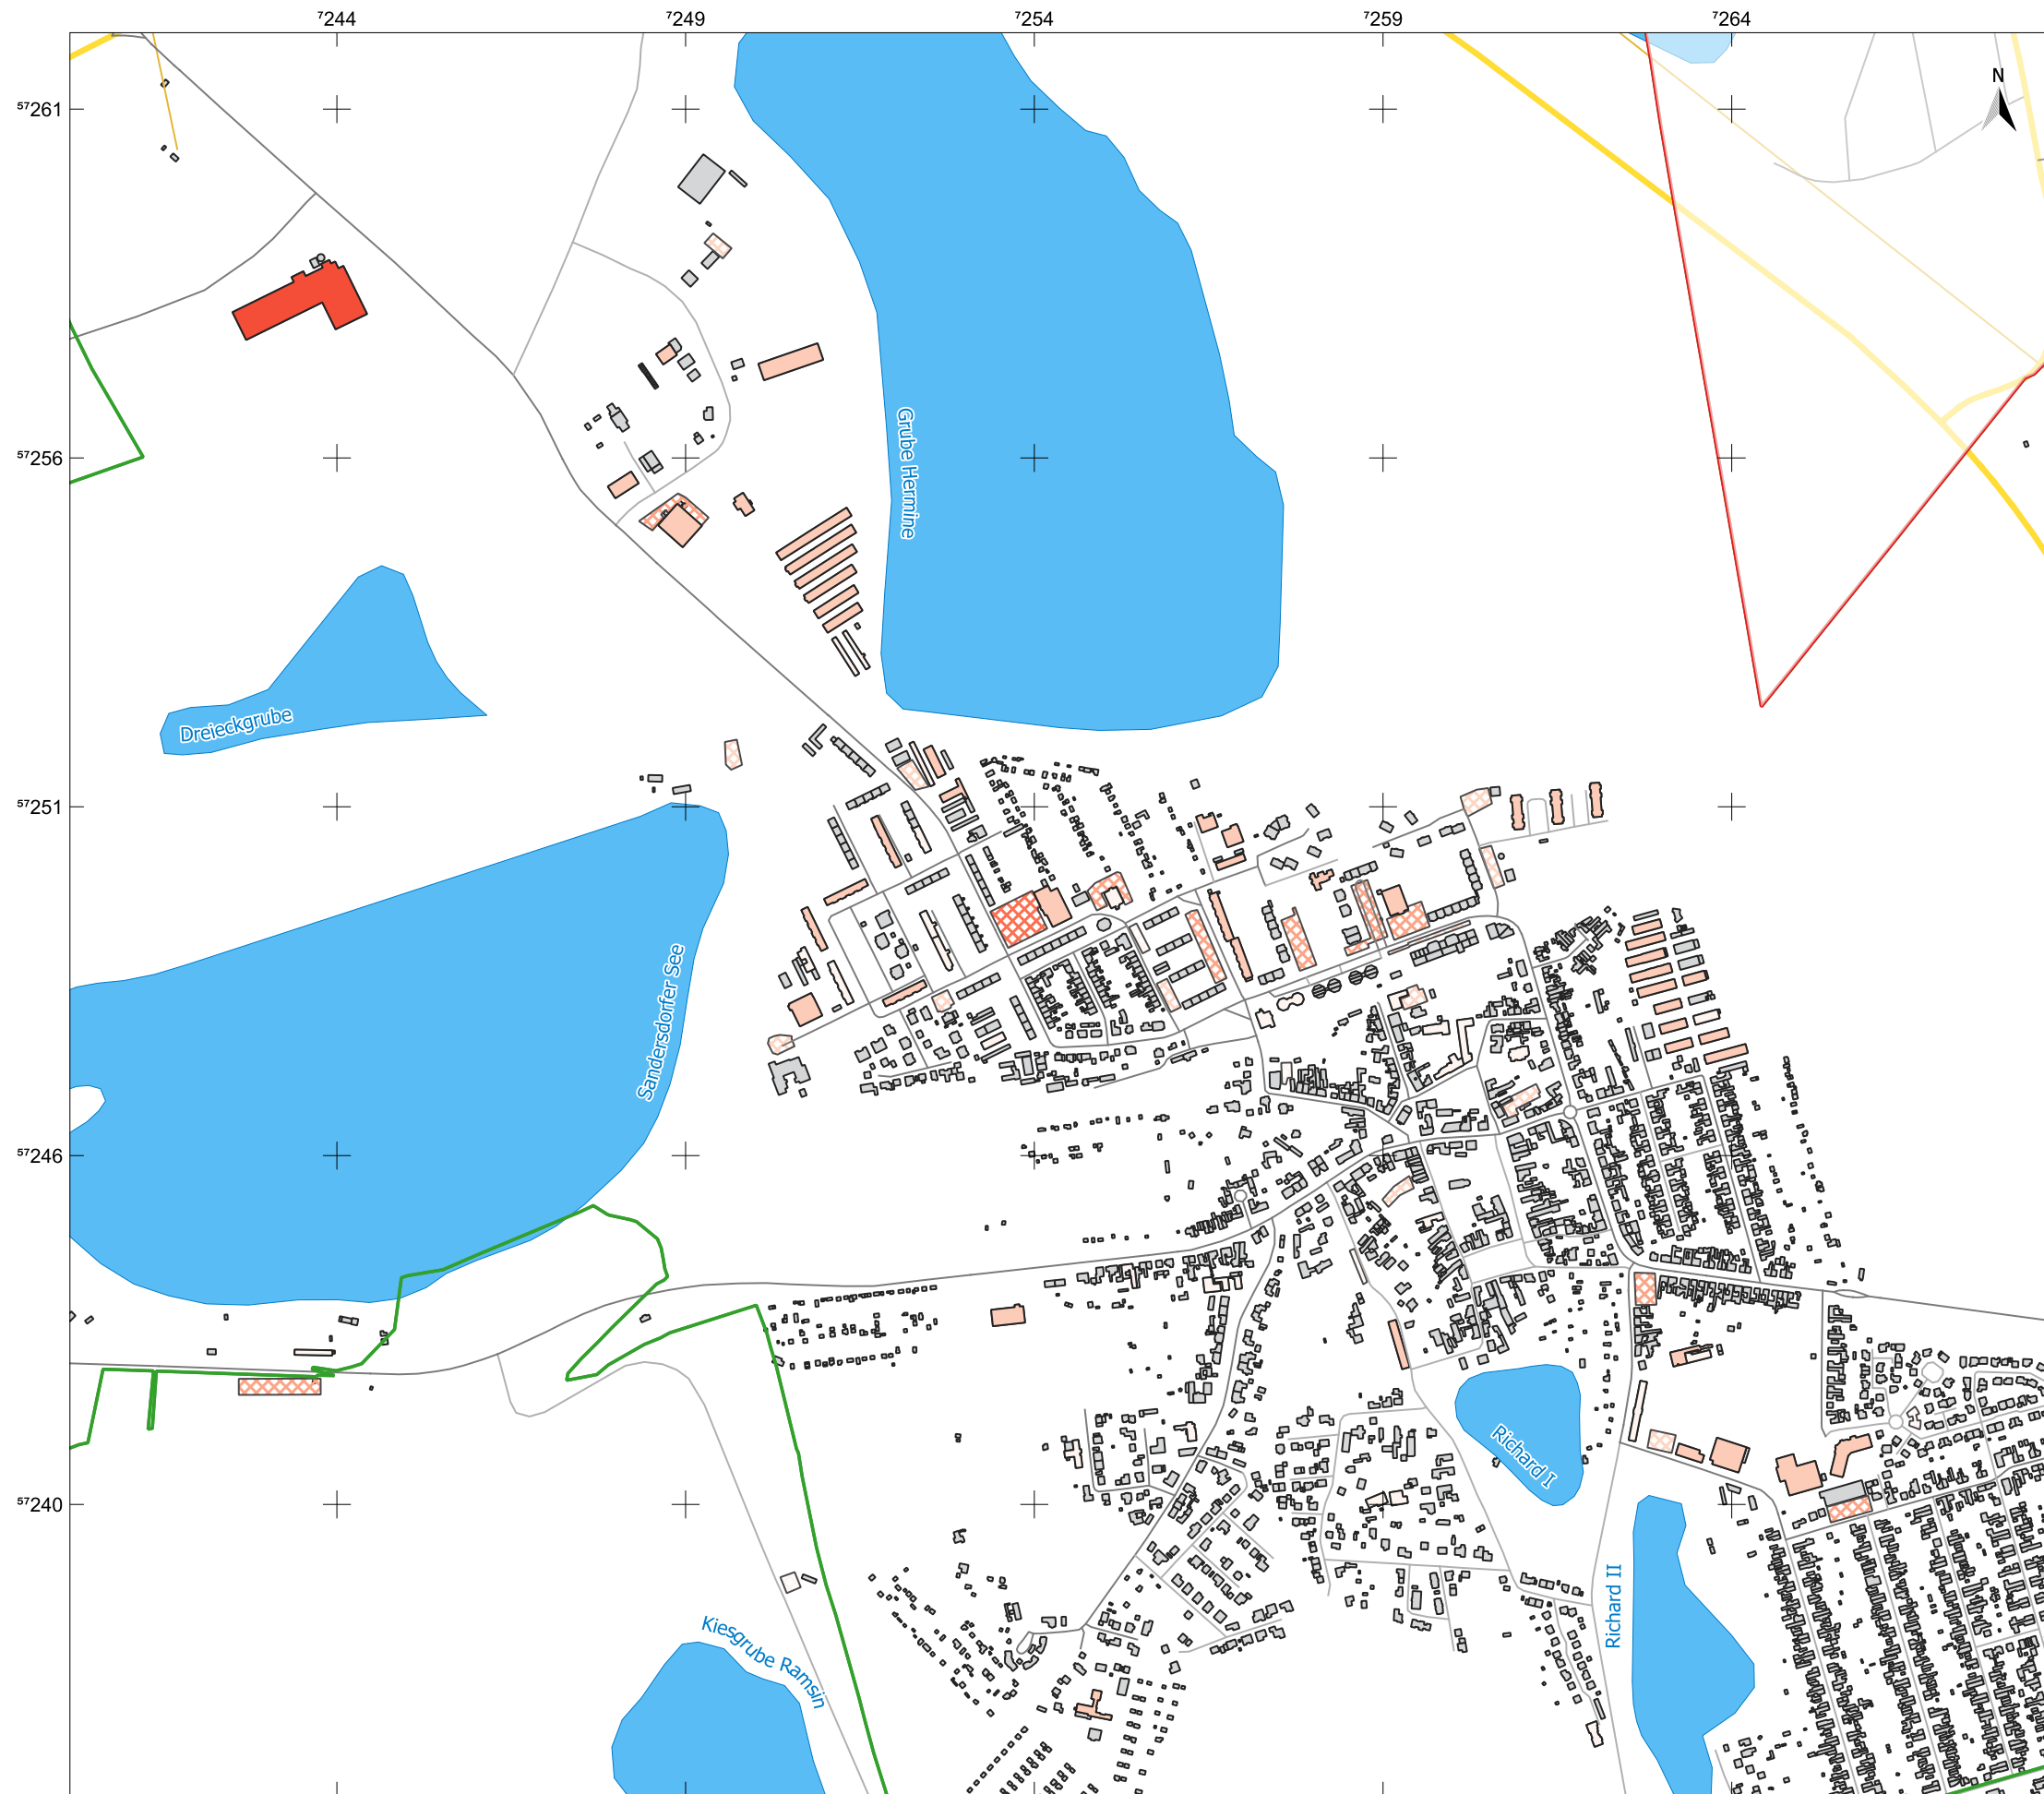 7244 7249 7254 7259 7264
57261
N
57256
Grube Hermine
Dreieckgrube
57251
Sandersdorfer See
57246
Richard I
57240
Richard II
Kiesgrube Ramsin